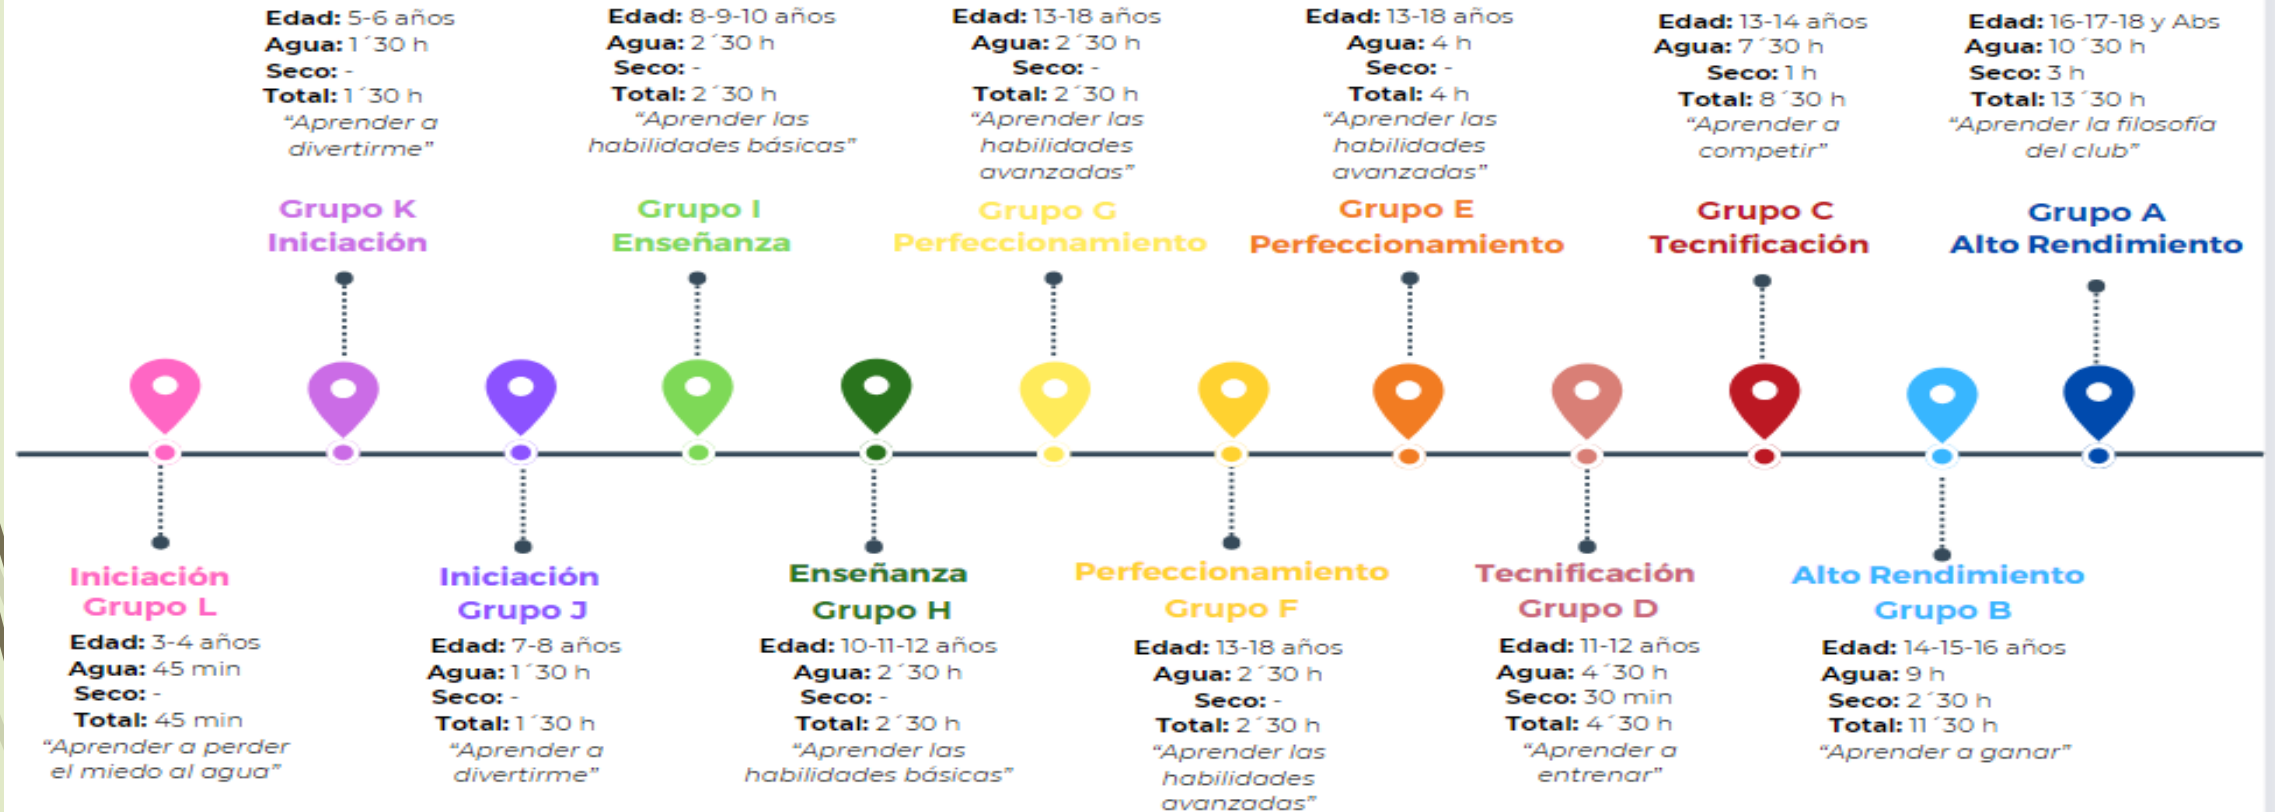 Edad: 5-6 años
Agua: 1´30 h
Seco: -
Total: 1´30 h
“Aprender a
divertirme”
Grupo K
Iniciación
Edad: 8-9-10 años
Agua: 2´30 h
Seco: -
Total: 2´30 h
“Aprender las
habilidades básicas”
Grupo I
Enseñanza
Edad: 13-18 años
Agua: 2´30 h
Seco: -
Total: 2´30 h
“Aprender las
habilidades
avanzadas”
Grupo G
Perfeccionamiento
Edad: 13-18 años
Agua: 4 h
Seco: -
Total: 4 h
“Aprender las
habilidades
avanzadas”
Grupo E
Perfeccionamiento
Edad: 13-14 años
Agua: 7´30 h
Seco: 1 h
Total: 8´30 h
“Aprender a
competir”
Grupo C
Tecnificación
Edad: 16-17-18 y Abs
Agua: 10´30 h
Seco: 3 h
Total: 13´30 h
“Aprender la filosofía
del club”
Grupo A
Alto Rendimiento
Iniciación
Grupo L
Edad: 3-4 años
Agua: 45 min
Seco: -
Total: 45 min
“Aprender a perder
el miedo al agua”
Iniciación
Grupo J
Edad: 7-8 años
Agua: 1´30 h
Seco: -
Total: 1´30 h
“Aprender a
divertirme”
Enseñanza
Grupo H
Edad: 10-11-12 años
Agua: 2´30 h
Seco: -
Total: 2´30 h
“Aprender las
habilidades básicas”
Perfeccionamiento
Grupo F
Edad: 13-18 años
Agua: 2´30 h
Seco: -
Total: 2´30 h
“Aprender las
habilidades
avanzadas”
Tecnificación
Grupo D
Edad: 11-12 años
Agua: 4´30 h
Seco: 30 min
Total: 4´30 h
“Aprender a
entrenar”
Alto Rendimiento
Grupo B
Edad: 14-15-16 años
Agua: 9 h
Seco: 2´30 h
Total: 11´30 h
“Aprender a ganar”